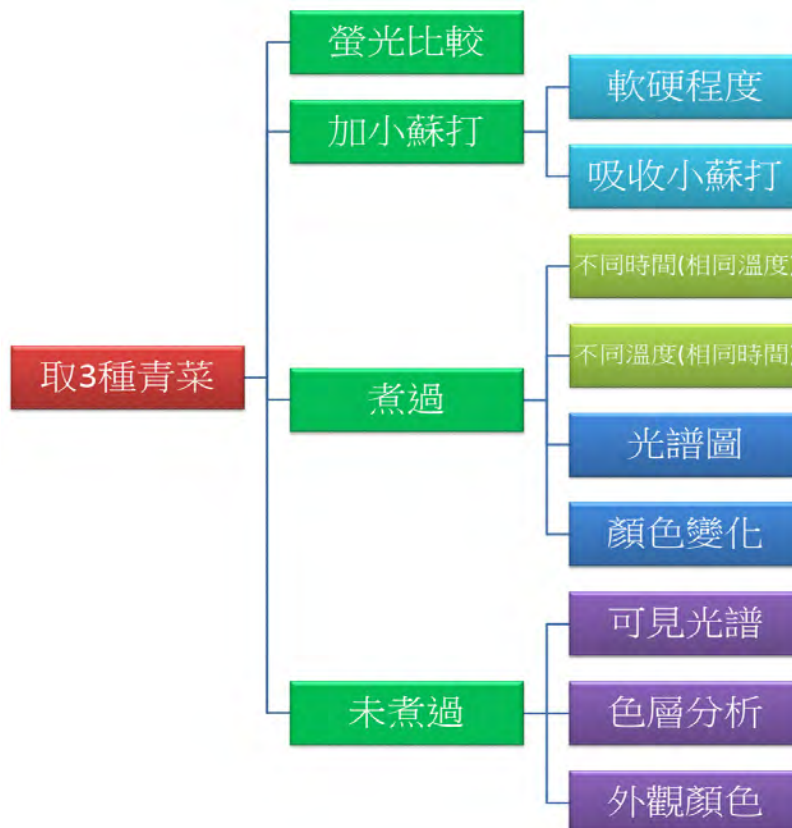 螢光比較
加小蘇打
軟硬程度
吸收小蘇打
取3種青菜
煮過
不同時間(相同溫度)
不同溫度(相同時間)
光譜圖
顏色變化
未煮過
可見光譜
色層分析
外觀顏色